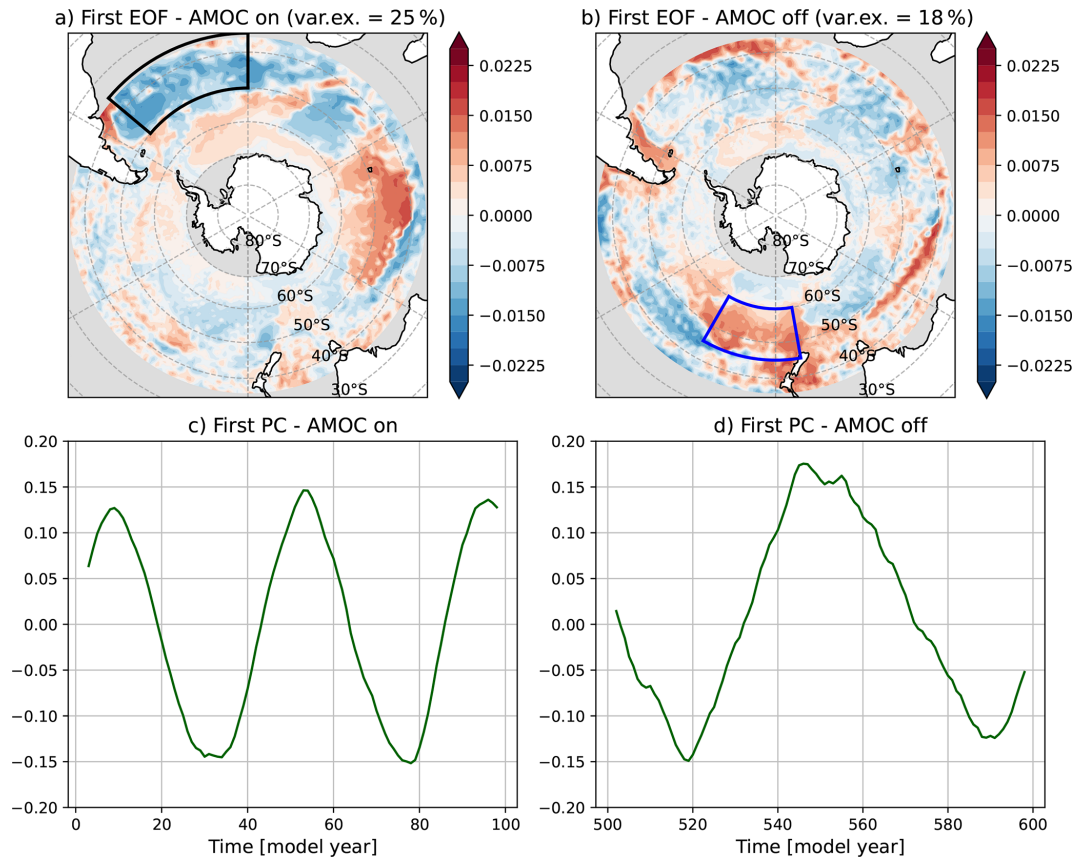 a) First EOF - AMOC on (var.ex. = 25 %)
80°S
70°S
60°S
50°S
40°S
30°S
0.0225
0.0150
0.0075
0.0000
−0.0075
−0.0150
−0.0225
b) First EOF - AMOC off (var.ex. = 18 %)
80°S
70°S
60°S
50°S
40°S
30°S
0.0225
0.0150
0.0075
0.0000
−0.0075
−0.0150
−0.0225
c) First PC - AMOC on
0.20
0.15
0.10
0.05
0.00
−0.05
−0.10
−0.15
−0.20
0 20 40 60 80 100
Time [model year]
d) First PC - AMOC off
0.20
0.15
0.10
0.05
0.00
−0.05
−0.10
−0.15
−0.20
500 520 540 560 580 600
Time [model year]